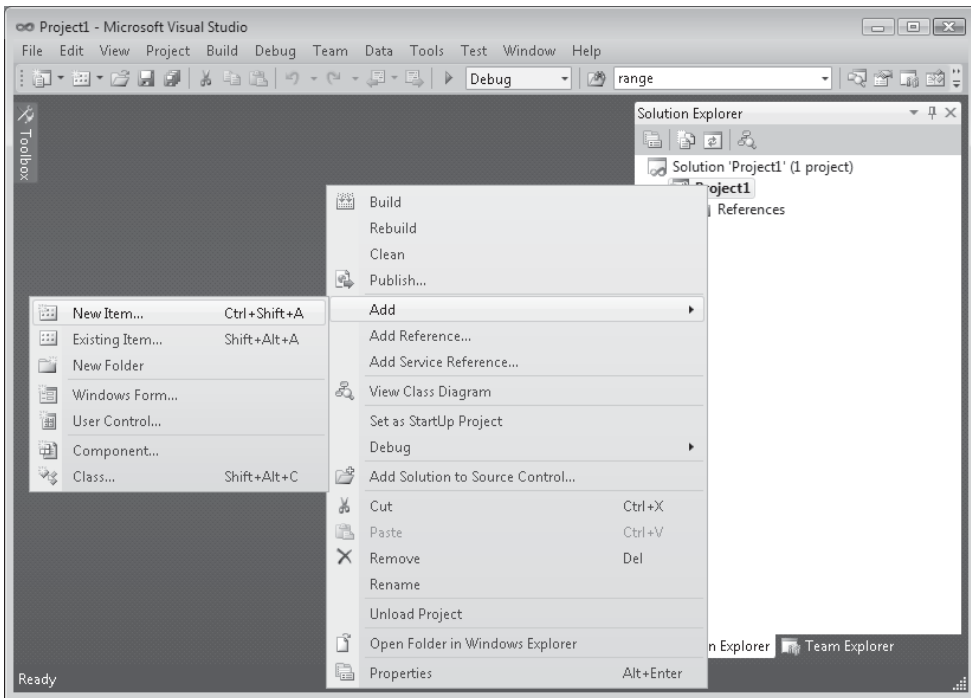 Project1 - Microsoft Visual Studio
File Edit View Project Build Debug Team Data Tools Test Window Help
Debug range
Toolbox
Solution Explorer
Solution 'Project1' (1 project)
Project1
References
Build
Rebuild
Clean
Publish...
Add
Add Reference...
Add Service Reference...
View Class Diagram
Set as StartUp Project
Debug
Add Solution to Source Control...
Cut Ctrl+X
Paste Ctrl+V
Remove Del
Rename
Unload Project
Open Folder in Windows Explorer
Properties Alt+Enter
New Item... Ctrl+Shift+A
Existing Item... Shift+Alt+A
New Folder
Windows Form...
User Control...
Component...
Class... Shift+Alt+C
n Explorer Team Explorer
Ready